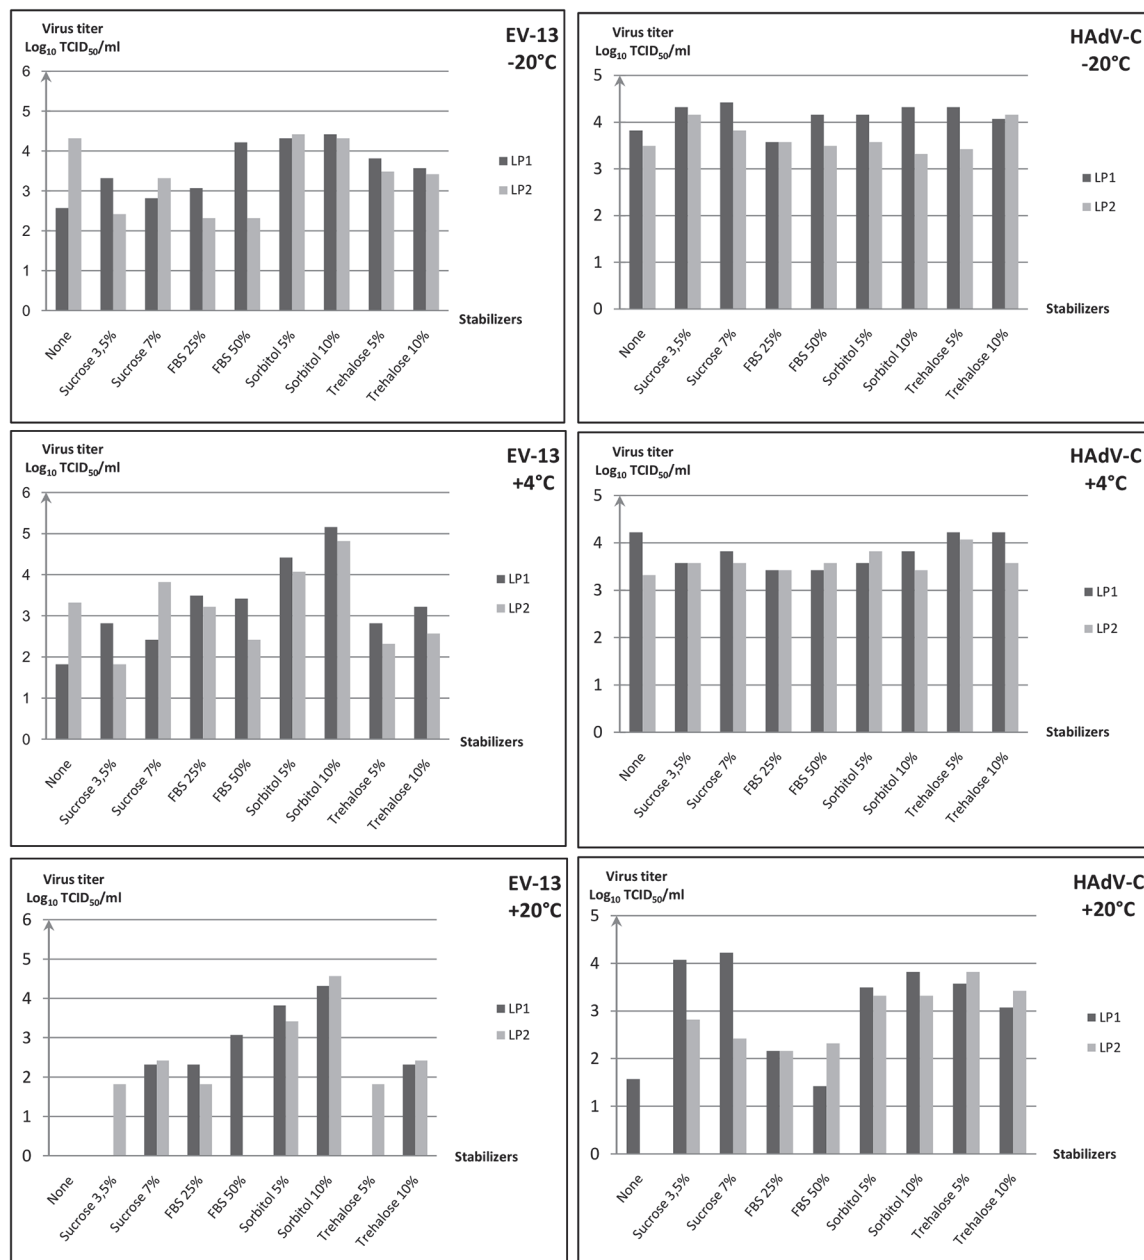 Virus titer
Log₁₀ TCID₅₀/ml
EV-13
-20°C
6
5
4
3
2
1
0
LP1
LP2
Stabilizers
None
Sucrose 3,5%
Sucrose 7%
FBS 25%
FBS 50%
Sorbitol 5%
Sorbitol 10%
Trehalose 5%
Trehalose 10%
Virus titer
Log₁₀ TCID₅₀/ml
HAdV-C
-20°C
5
4
3
2
1
0
LP1
LP2
Stabilizers
None
Sucrose 3,5%
Sucrose 7%
FBS 25%
FBS 50%
Sorbitol 5%
Sorbitol 10%
Trehalose 5%
Trehalose 10%
Virus titer
Log₁₀ TCID₅₀/ml
EV-13
+4°C
6
5
4
3
2
1
0
LP1
LP2
Stabilizers
None
Sucrose 3,5%
Sucrose 7%
FBS 25%
FBS 50%
Sorbitol 5%
Sorbitol 10%
Trehalose 5%
Trehalose 10%
Virus titer
Log₁₀ TCID₅₀/ml
HAdV-C
+4°C
5
4
3
2
1
0
LP1
LP2
Stabilizers
None
Sucrose 3,5%
Sucrose 7%
FBS 25%
FBS 50%
Sorbitol 5%
Sorbitol 10%
Trehalose 5%
Trehalose 10%
Virus titer
Log₁₀ TCID₅₀/ml
EV-13
+20°C
6
5
4
3
2
1
0
LP1
LP2
Stabilizers
None
Sucrose 3,5%
Sucrose 7%
FBS 25%
FBS 50%
Sorbitol 5%
Sorbitol 10%
Trehalose 5%
Trehalose 10%
Virus titer
Log₁₀ TCID₅₀/ml
HAdV-C
+20°C
5
4
3
2
1
0
LP1
LP2
Stabilizers
None
Sucrose 3,5%
Sucrose 7%
FBS 25%
FBS 50%
Sorbitol 5%
Sorbitol 10%
Trehalose 5%
Trehalose 10%